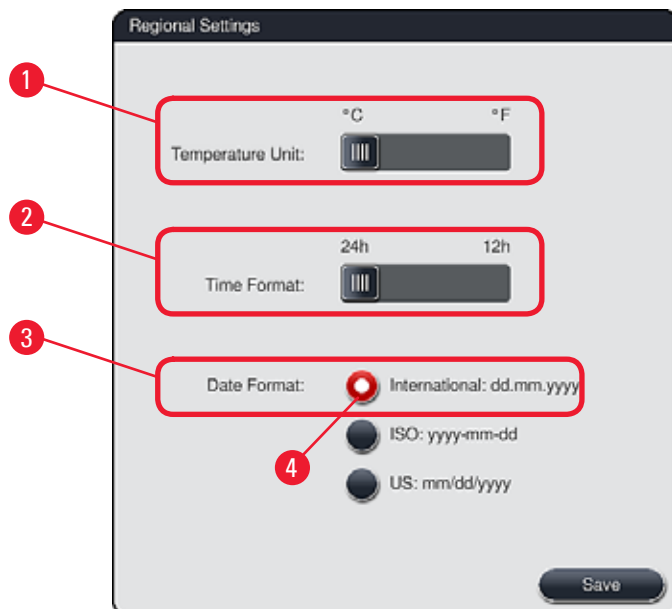 Regional Settings
1
°C °F
Temperature Unit:
2
24h 12h
Time Format:
3
Date Format: International: dd.mm.yyyy
4
ISO: yyyy-mm-dd
US: mm/dd/yyyy
Save